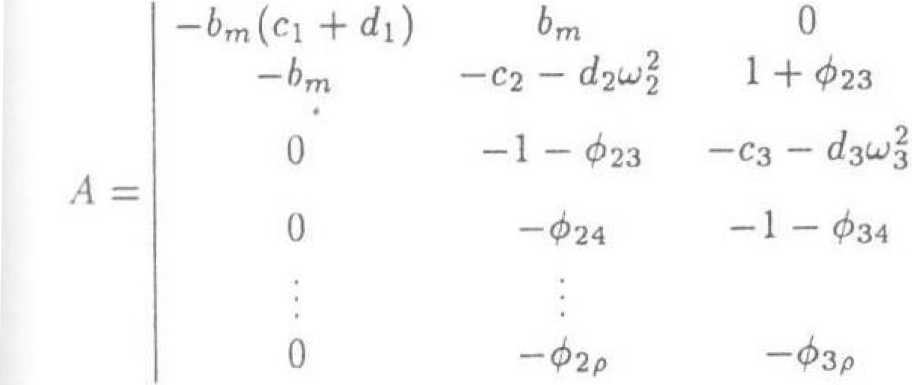 −b_m(c_1 + d_1) b_m 0
−b_m −c_2 − d_2ω_2^2 1 + φ_23
0 −1 − φ_23 −c_3 − d_3ω_3^2
A =
0 −φ_24 −1 − φ_34
⋮ ⋮
0 −φ_2ρ −φ_3ρ